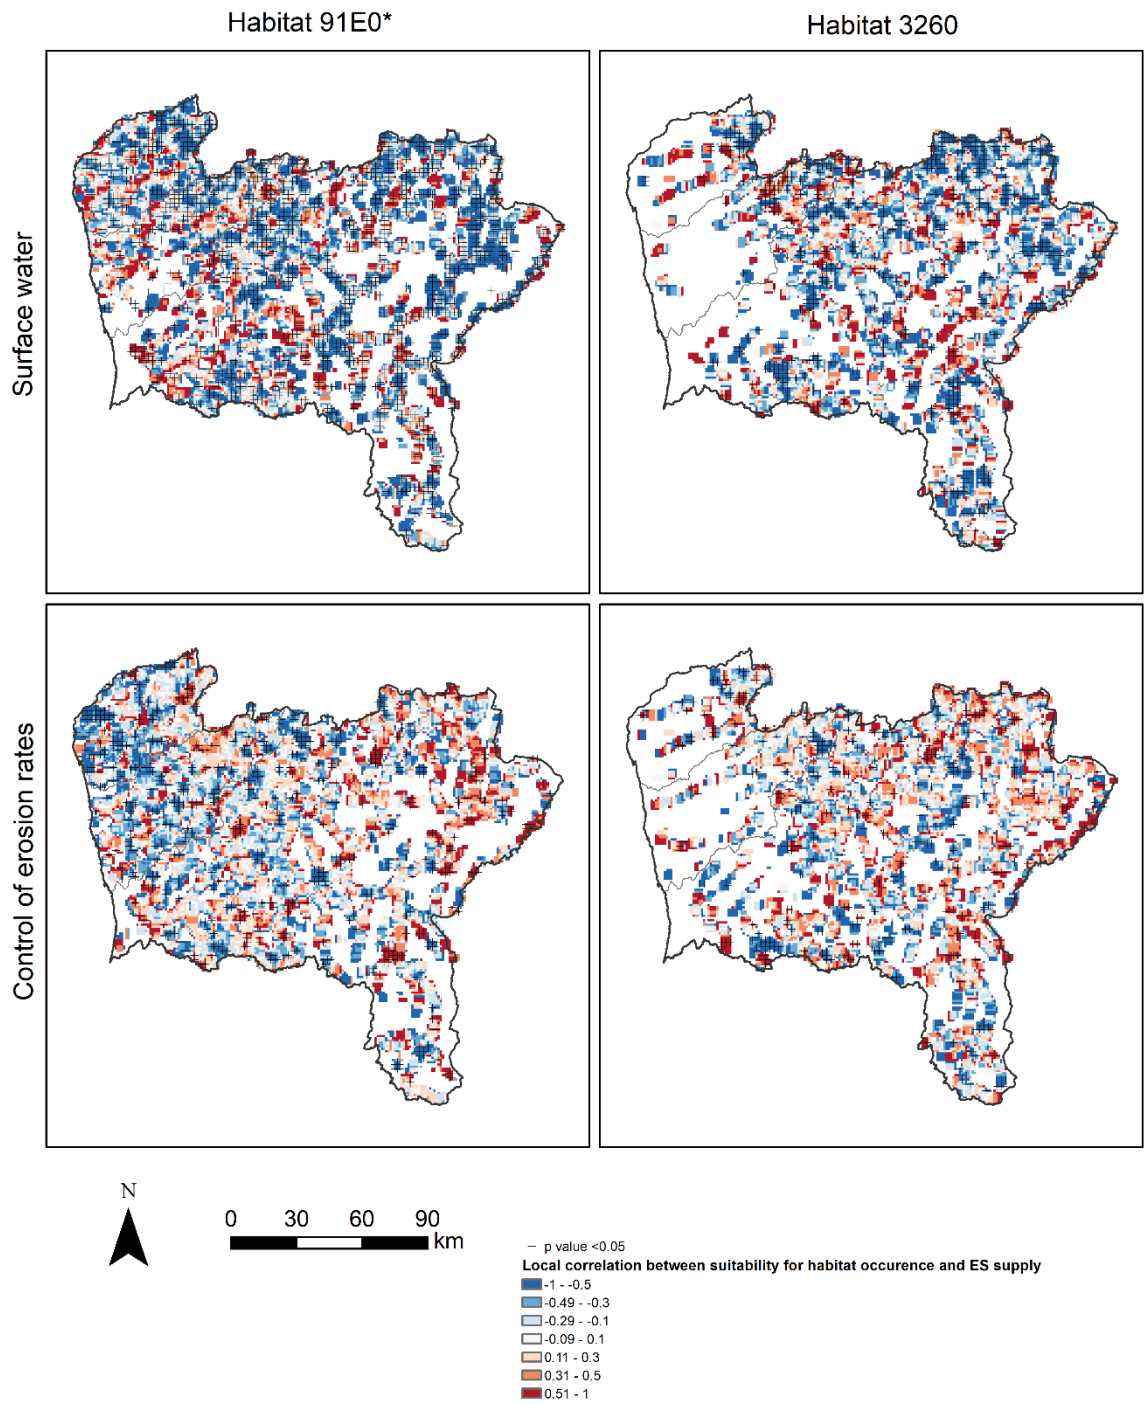 Habitat 91E0*
Habitat 3260
Surface water
Control of erosion rates
N
0 30 60 90
km
– p value <0.05
Local correlation between suitability for habitat occurence and ES supply
-1 - -0.5
-0.49 - -0.3
-0.29 - -0.1
-0.09 - 0.1
0.11 - 0.3
0.31 - 0.5
0.51 - 1